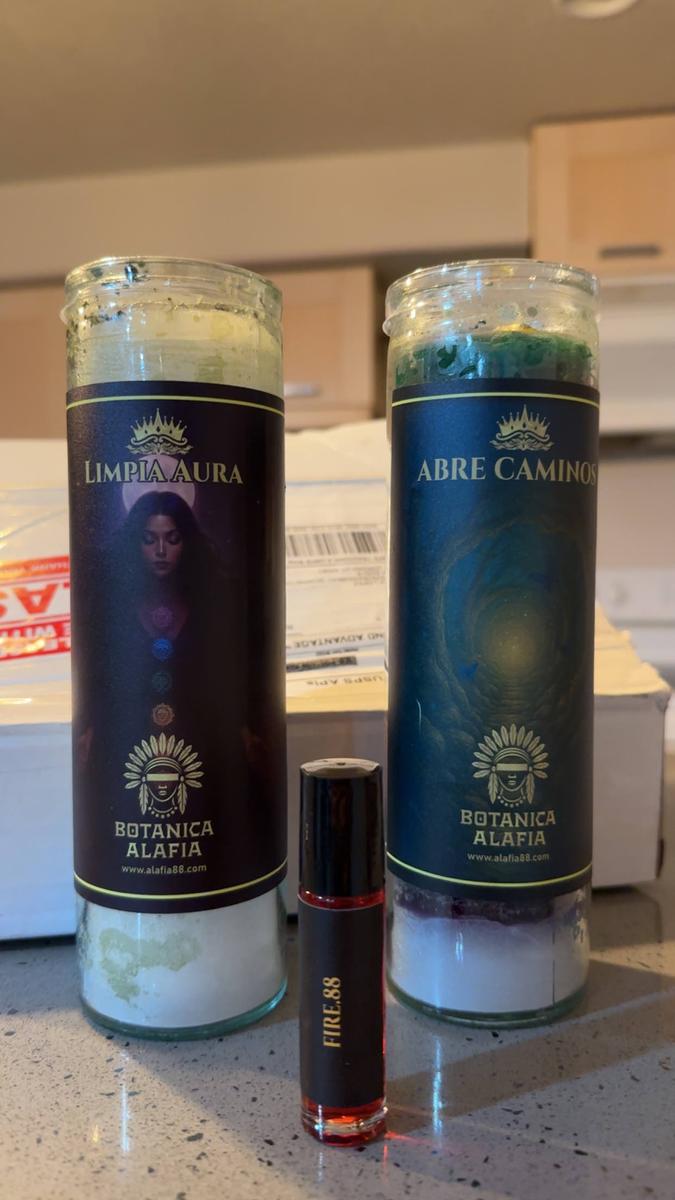 LIMPIA AURA
BOTANICA
ALAFIA
www.alafia88.com
ABRE CAMINOS
BOTANICA
ALAFIA
www.alafia88.com
FIRE.88